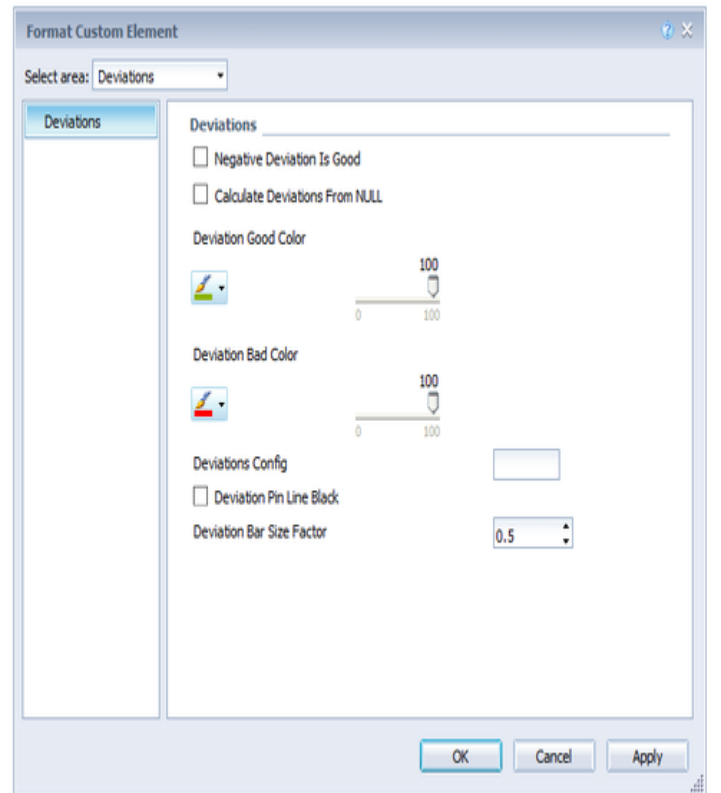 Format Custom Element
Select area: Deviations
Deviations
Deviations
Negative Deviation Is Good
Calculate Deviations From NULL
Deviation Good Color
100
0 100
Deviation Bad Color
100
0 100
Deviations Config
Deviation Pin Line Black
Deviation Bar Size Factor 0.5
OK Cancel Apply